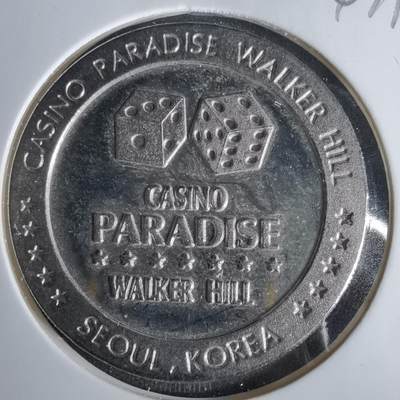 CASINO PARADISE WALKER HILL
CASINO
PARADISE
WALKER HILL
SEOUL, KOREA